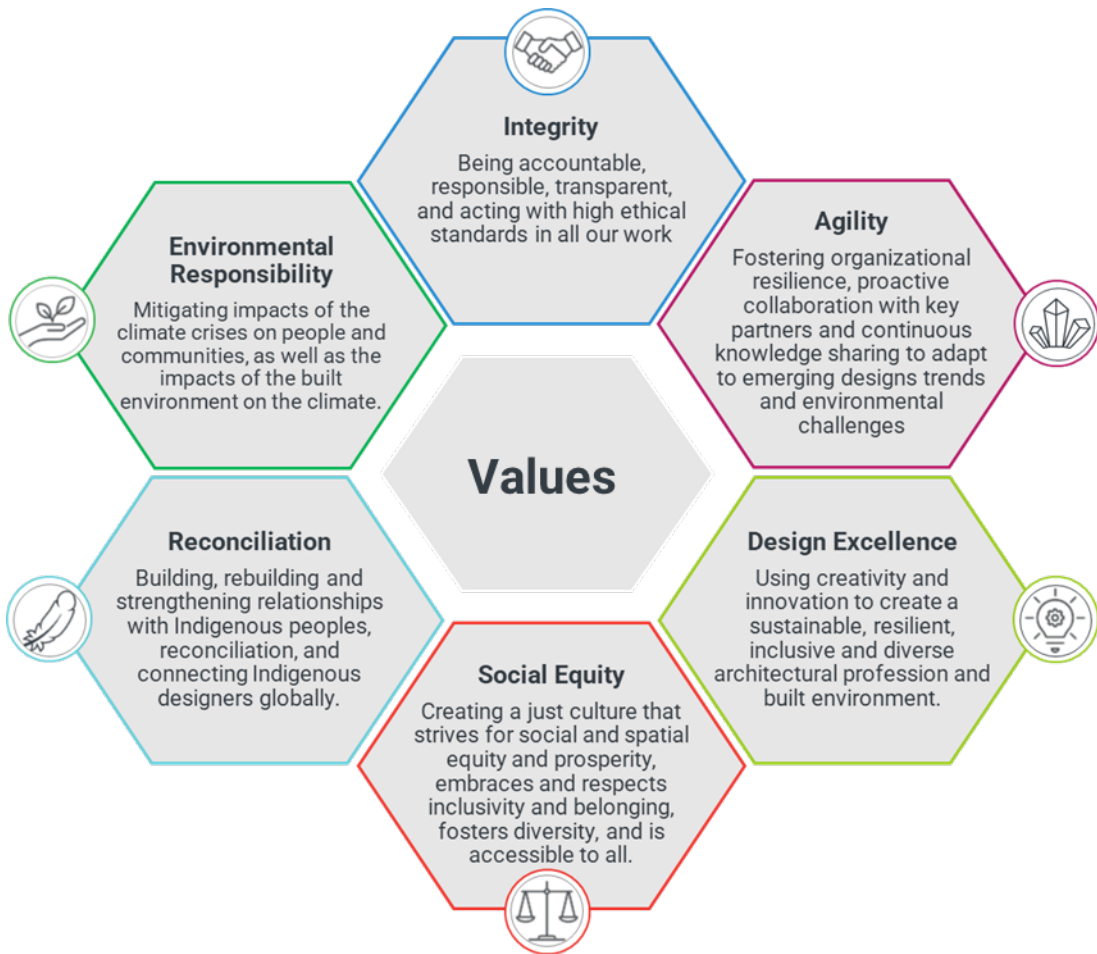 Integrity
Being accountable,
responsible, transparent,
and acting with high ethical
standards in all our work
Agility
Fostering organizational
resilience, proactive
collaboration with key
partners and continuous
knowledge sharing to adapt
to emerging designs trends
and environmental
challenges
Environmental
Responsibility
Mitigating impacts of the
climate crises on people and
communities, as well as the
impacts of the built
environment on the climate.
Values
Reconciliation
Building, rebuilding and
strengthening relationships
with Indigenous peoples,
reconciliation, and
connecting Indigenous
designers globally.
Design Excellence
Using creativity and
innovation to create a
sustainable, resilient,
inclusive and diverse
architectural profession and
built environment.
Social Equity
Creating a just culture that
strives for social and spatial
equity and prosperity,
embraces and respects
inclusivity and belonging,
fosters diversity, and is
accessible to all.